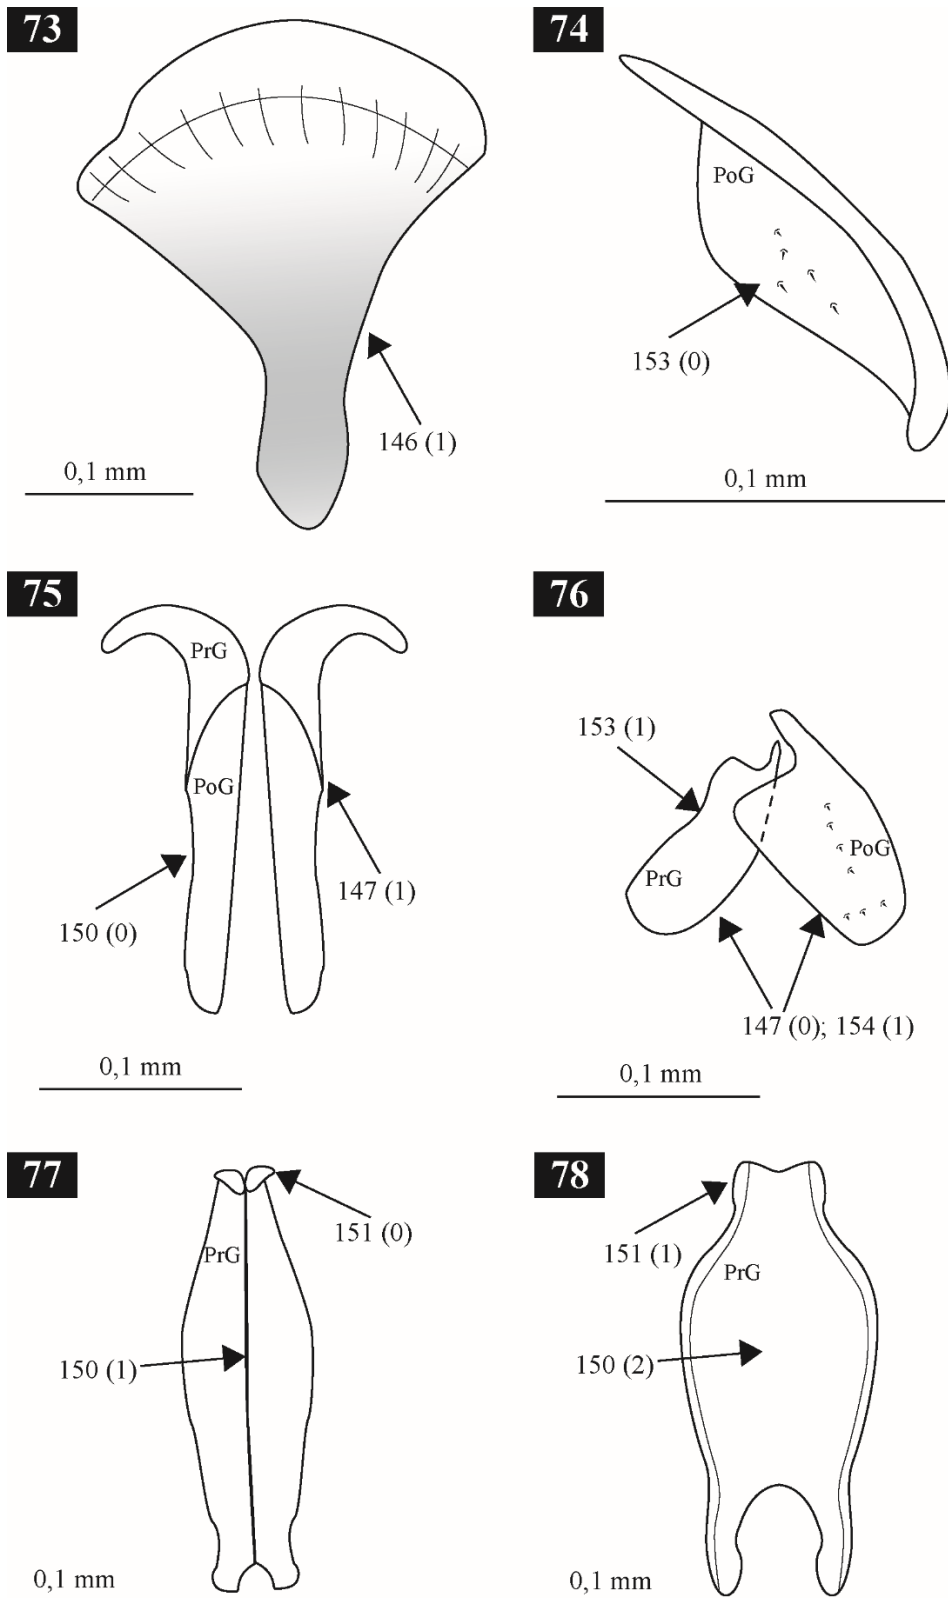 73
146 (1)
0,1 mm
74
PoG
153 (0)
0,1 mm
75
PrG
PoG
147 (1)
150 (0)
0,1 mm
76
153 (1)
PoG
PrG
147 (0); 154 (1)
0,1 mm
77
151 (0)
PrG
150 (1)
0,1 mm
78
151 (1)
PrG
150 (2)
0,1 mm